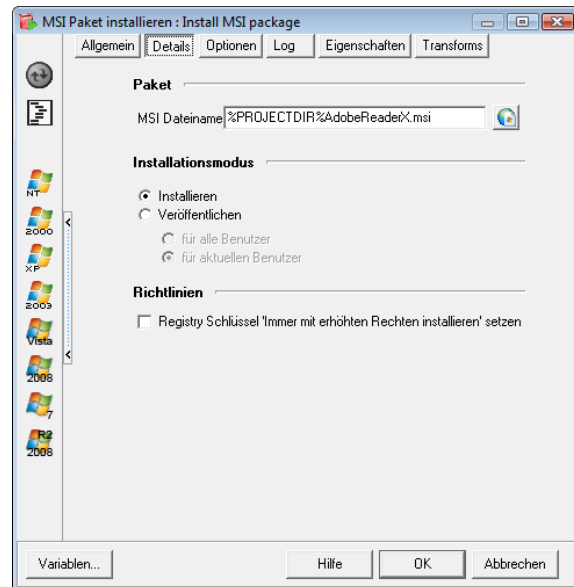 MSI Paket installieren : Install MSI package
Allgemein Details Optionen Log Eigenschaften Transforms
Paket
MSI Dateiname %PROJECTDIR%AdobeReaderX.msi
Installationsmodus
Installieren
Veröffentlichen
für alle Benutzer
für aktuellen Benutzer
Richtlinien
Registry Schlüssel 'Immer mit erhöhten Rechten installieren' setzen
NT
2000
XP
2003
Vista
2008
7
R2
2008
Variablen... Hilfe OK Abbrechen